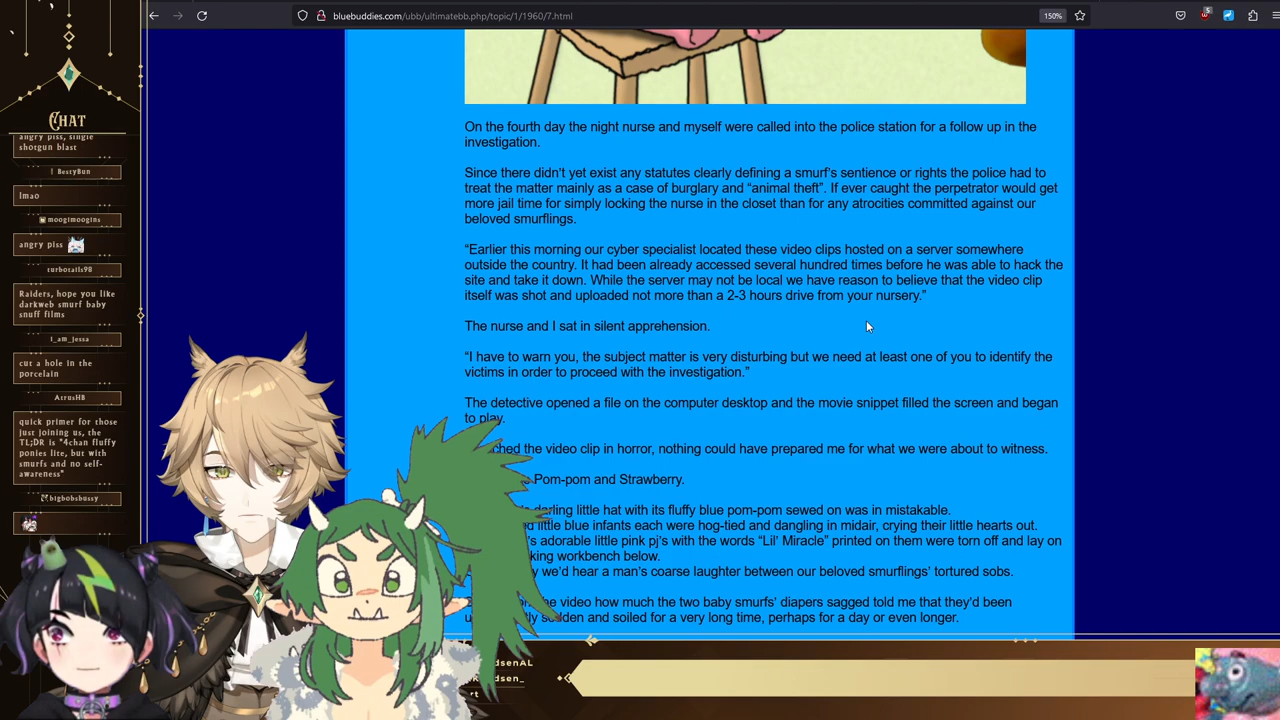 bluebuddies.com/ubb/ultimatebb.php/topic/1/1960/7.html
150%
5
CHAT
angry piss, single
shotgun blast
BestyBun
lmao
moogimoogins
angry piss
turbotails98
Raiders, hope you like
darkweb smurf baby
snuff films
i_am_jessa
cut a hole in the
porcelain
AtrusHB
quick primer for those
just joining us, the
TL;DR is "4chan fluffy
ponies lite, but with
smurfs and no self-
awareness"
bigbobsbussy
On the fourth day the night nurse and myself were called into the police station for a follow up in the
investigation.
Since there didn't yet exist any statutes clearly defining a smurf's sentience or rights the police had to
treat the matter mainly as a case of burglary and “animal theft”. If ever caught the perpetrator would get
more jail time for simply locking the nurse in the closet than for any atrocities committed against our
beloved smurflings.
“Earlier this morning our cyber specialist located these video clips hosted on a server somewhere
outside the country. It had been already accessed several hundred times before he was able to hack the
site and take it down. While the server may not be local we have reason to believe that the video clip
itself was shot and uploaded not more than a 2-3 hours drive from your nursery.”
The nurse and I sat in silent apprehension.
“I have to warn you, the subject matter is very disturbing but we need at least one of you to identify the
victims in order to proceed with the investigation.”
The detective opened a file on the computer desktop and the movie snippet filled the screen and began
to play.
the video clip in horror, nothing could have prepared me for what we were about to witness.
Pom-pom and Strawberry.
darling little hat with its fluffy blue pom-pom sewed on was in mistakable.
little blue infants each were hog-tied and dangling in midair, crying their little hearts out.
adorable little pink pj's with the words “Lil' Miracle” printed on them were torn off and lay on
workbench below.
we'd hear a man's coarse laughter between our beloved smurflings' tortured sobs.
the video how much the two baby smurfs' diapers sagged told me that they'd been
and soiled for a very long time, perhaps for a day or even longer.